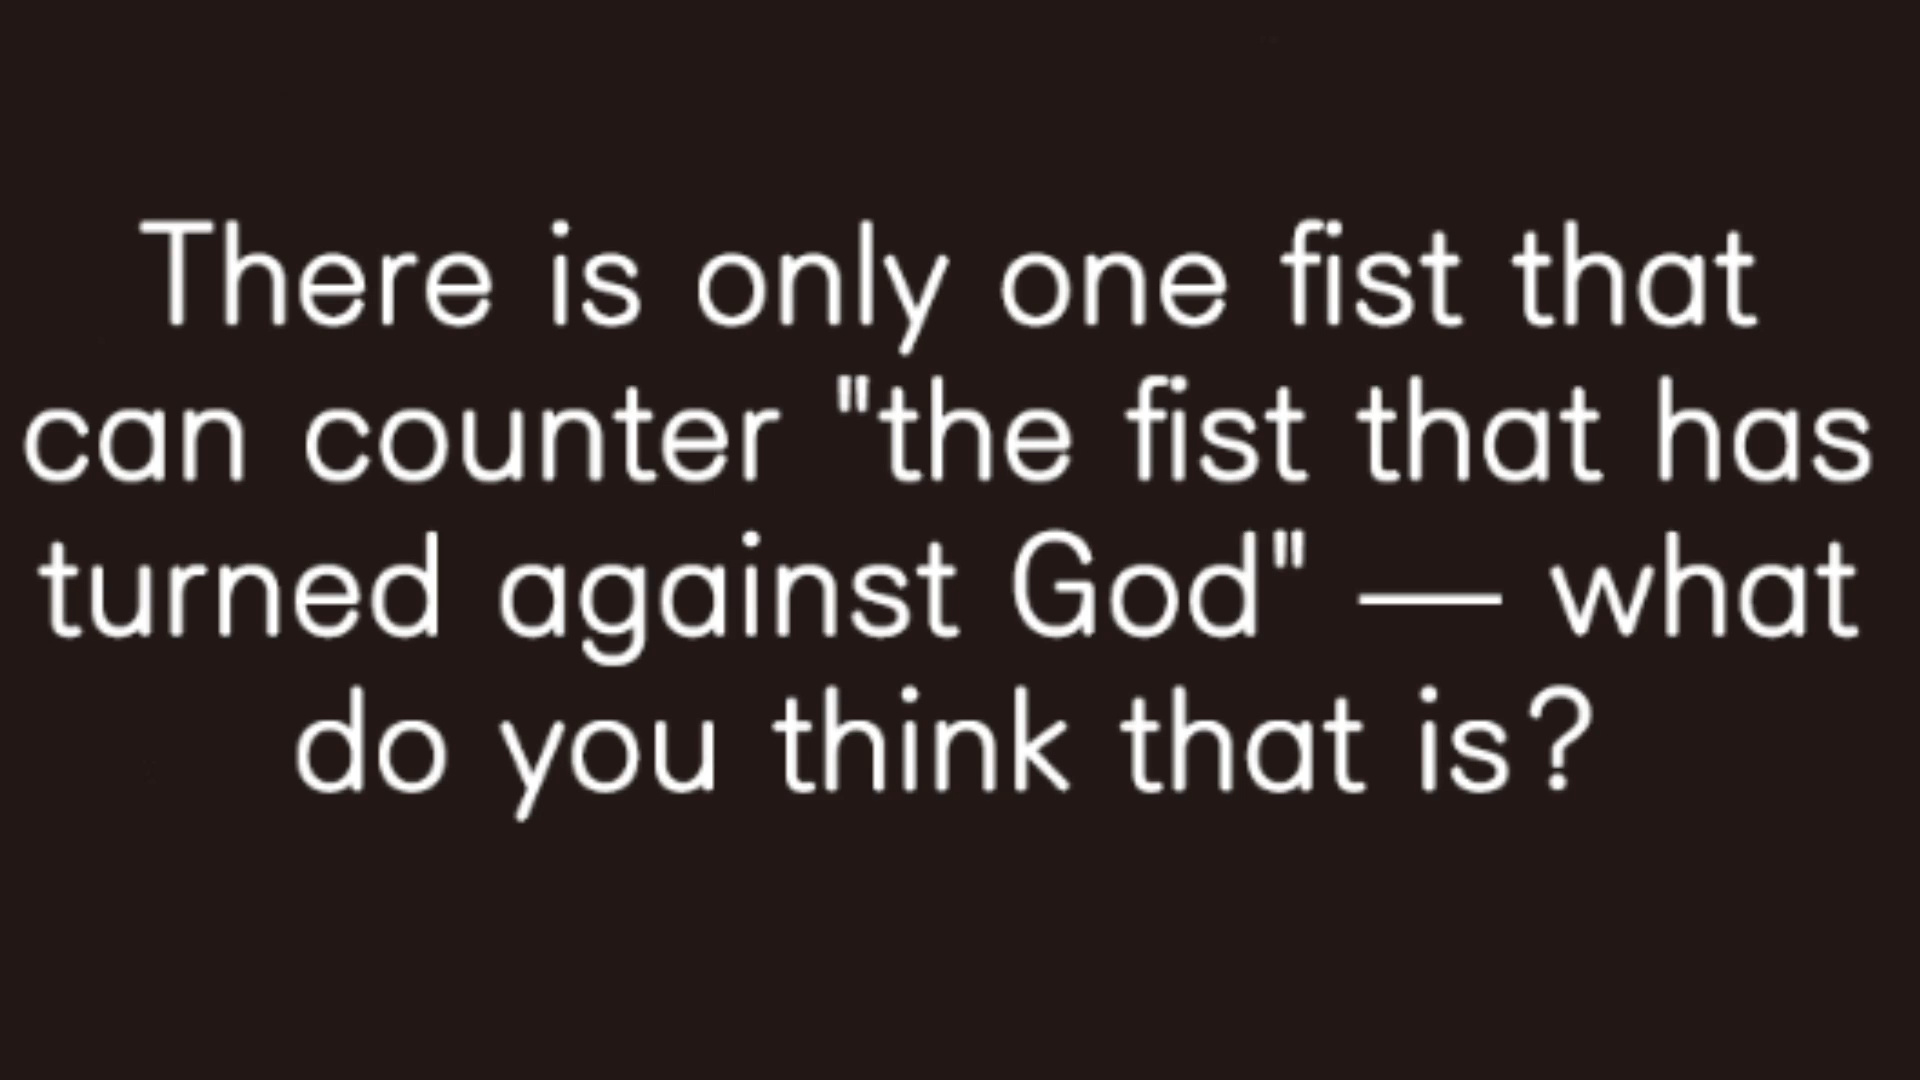 There is only one fist that
can counter "the fist that has
turned against God" — what
do you think that is?